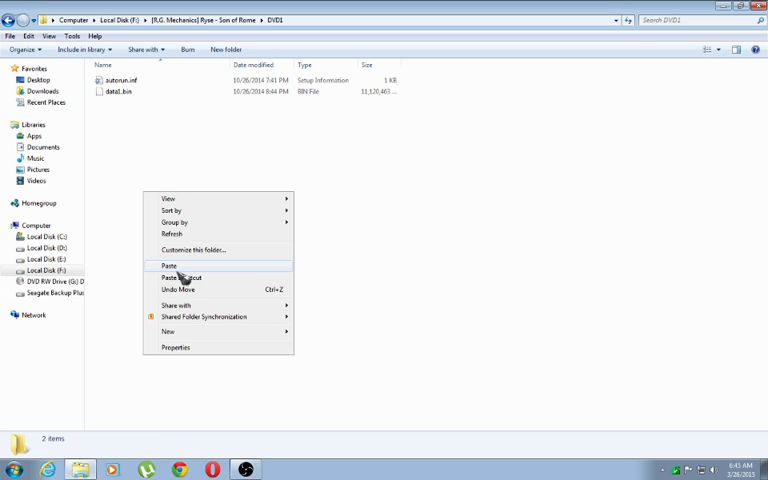 Computer ▸ Local Disk (F:) ▸ [R.G. Mechanics] Ryse - Son of Rome ▸ DVD1
Search DVD1
File Edit View Tools Help
Organize Include in library Share with Burn New folder
Name Date modified Type Size
autorun.inf 10/26/2014 7:41 PM Setup Information 1 KB
data1.bin 10/26/2014 8:44 PM BIN File 11,120,463 ...
Favorites
Desktop
Downloads
Recent Places
Libraries
Apps
Documents
Music
Pictures
Videos
Homegroup
Computer
Local Disk (C:)
Local Disk (D:)
Local Disk (E:)
Local Disk (F:)
DVD RW Drive (G:) D
Seagate Backup Plus
Network
View
Sort by
Group by
Refresh
Customize this folder...
Paste
Paste
Undo Move Ctrl+Z
Share with
Shared Folder Synchronization
New
Properties
2 items
6:43 AM
3/26/2015